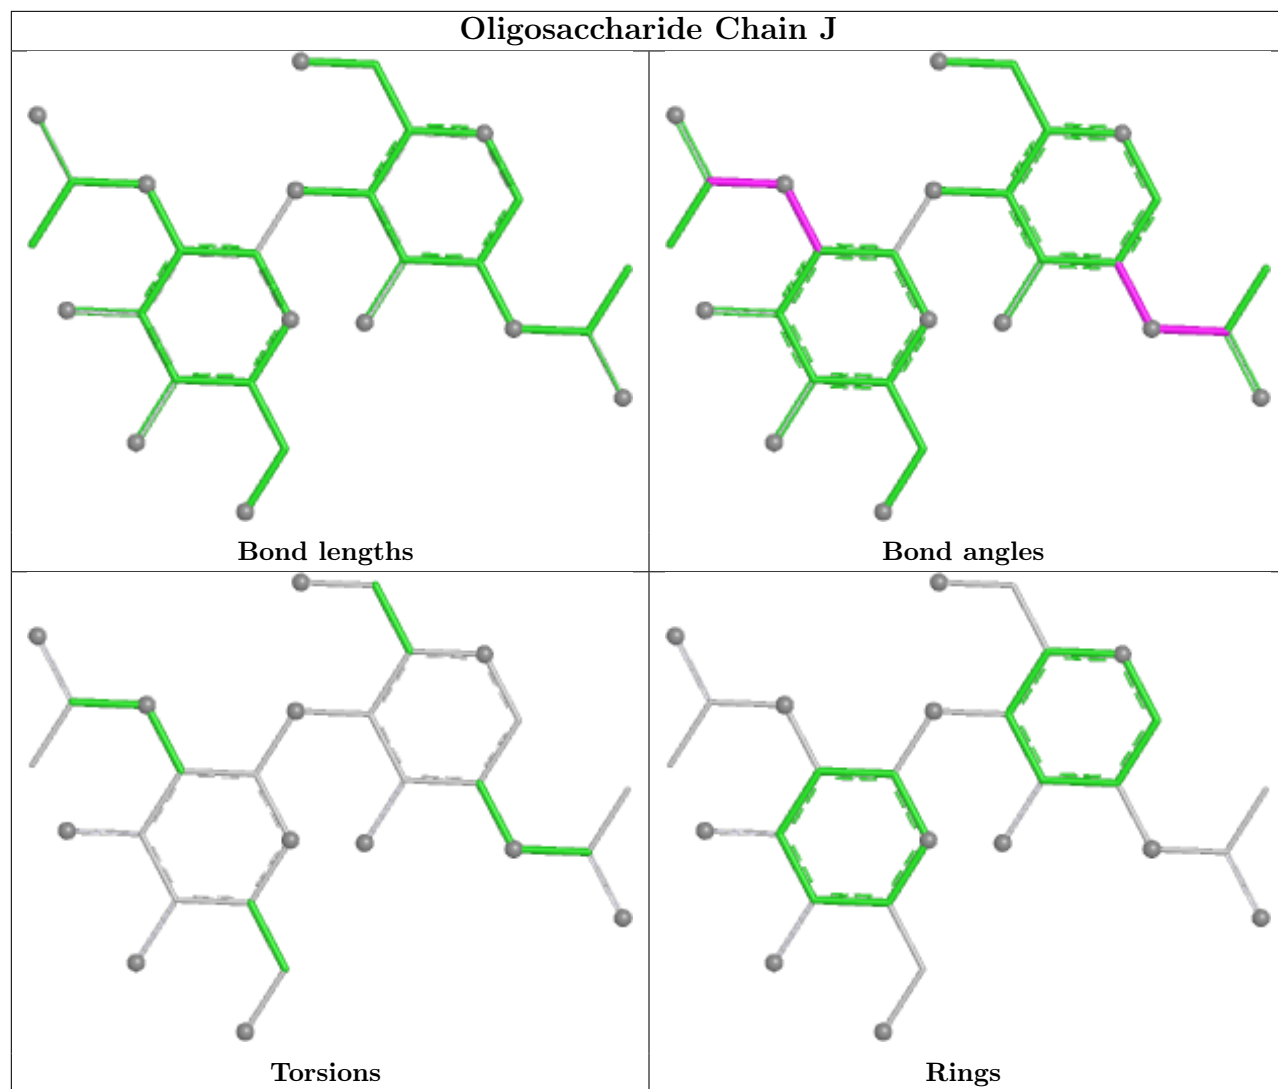 Oligosaccharide Chain J
Bond lengths
Bond angles
Torsions
Rings